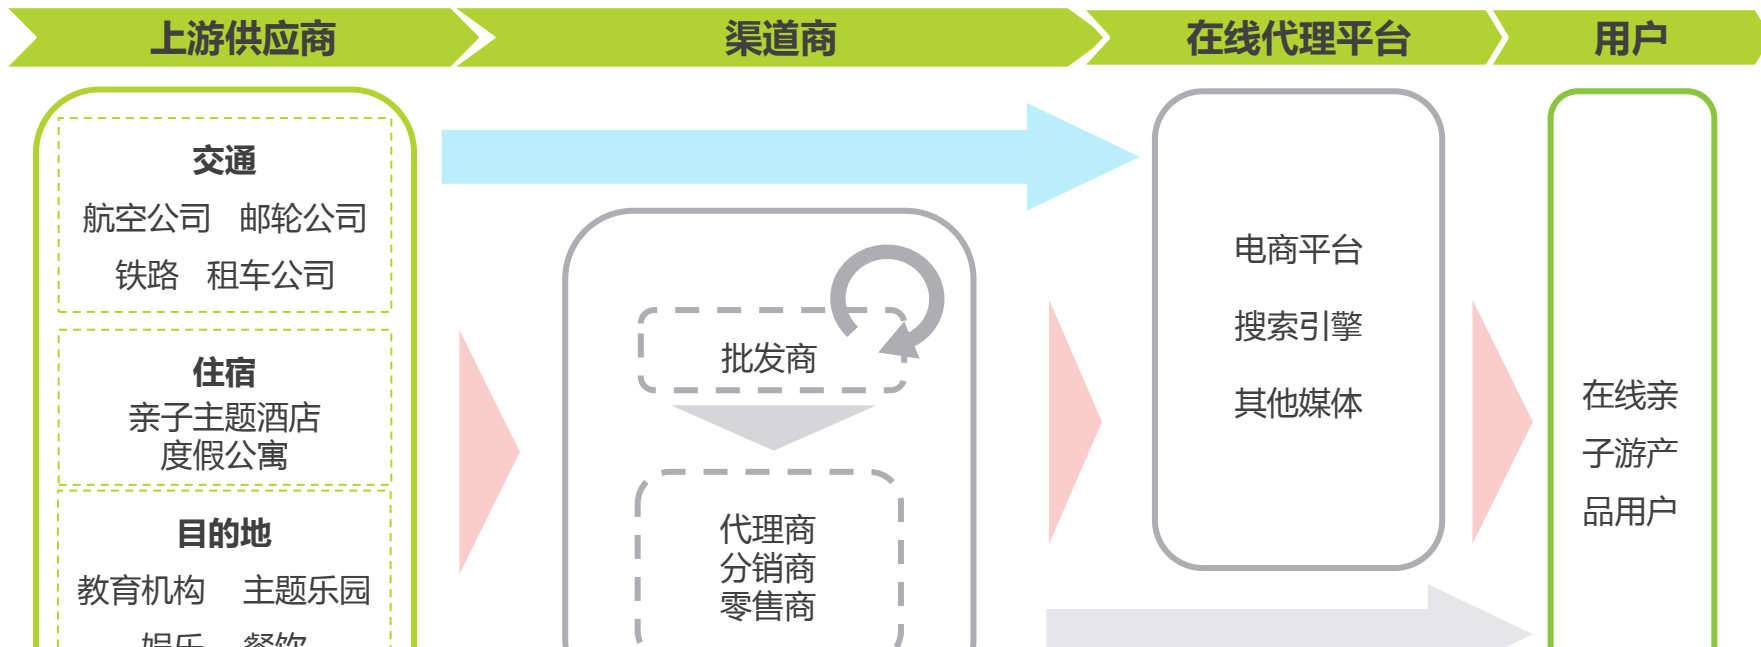 上游供应商
渠道商
在线代理平台
用户
交通
航空公司 邮轮公司
铁路 租车公司
住宿
亲子主题酒店
度假公寓
目的地
教育机构 主题乐园
娱乐 餐饮
批发商
代理商
分销商
零售商
电商平台
搜索引擎
其他媒体
在线亲
子游产
品用户